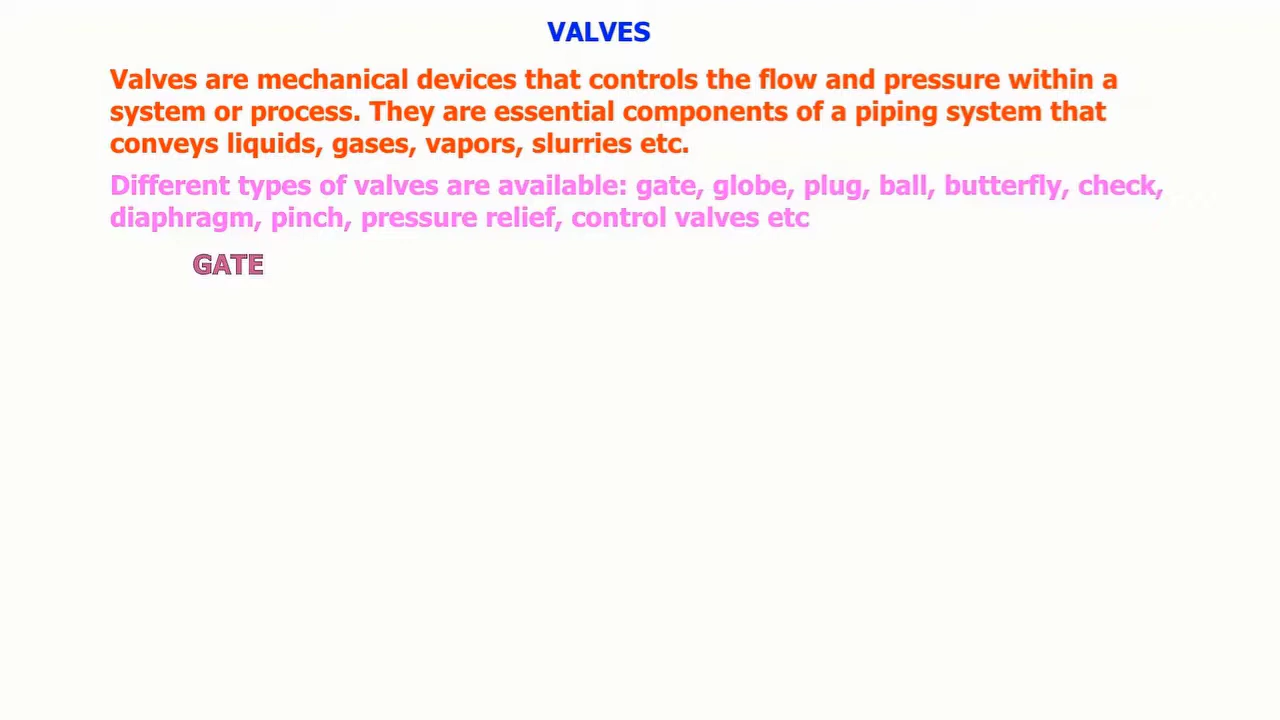 VALVES
Valves are mechanical devices that controls the flow and pressure within a
system or process. They are essential components of a piping system that
conveys liquids, gases, vapors, slurries etc.
Different types of valves are available: gate, globe, plug, ball, butterfly, check,
diaphragm, pinch, pressure relief, control valves etc
GATE